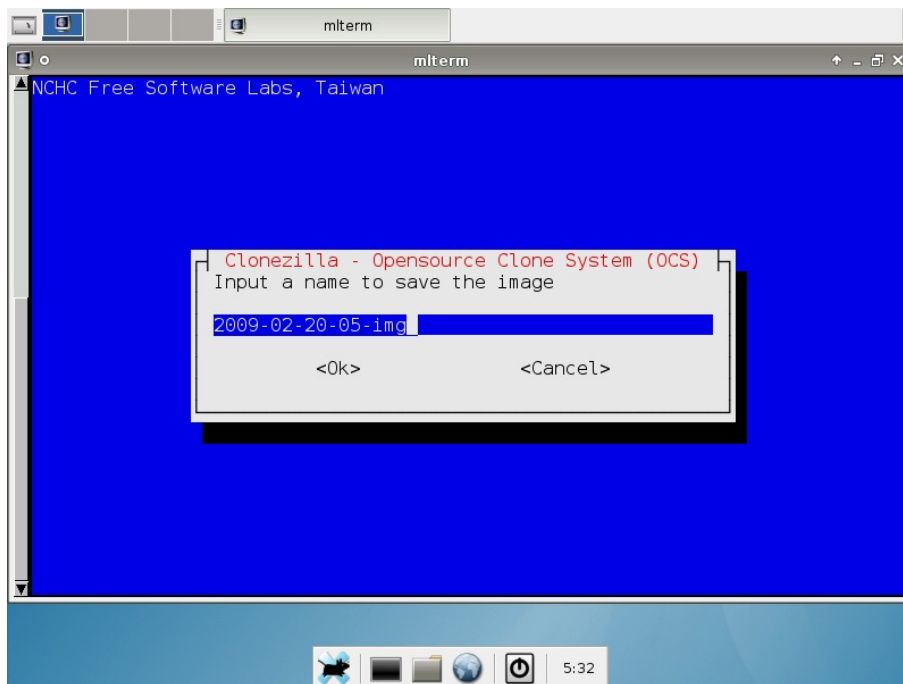 mlterm
mlterm
NCHC Free Software Labs, Taiwan
Clonezilla - Opensource Clone System (OCS)
Input a name to save the image
2009-02-20-05-img_
<Ok> <Cancel>
5:32